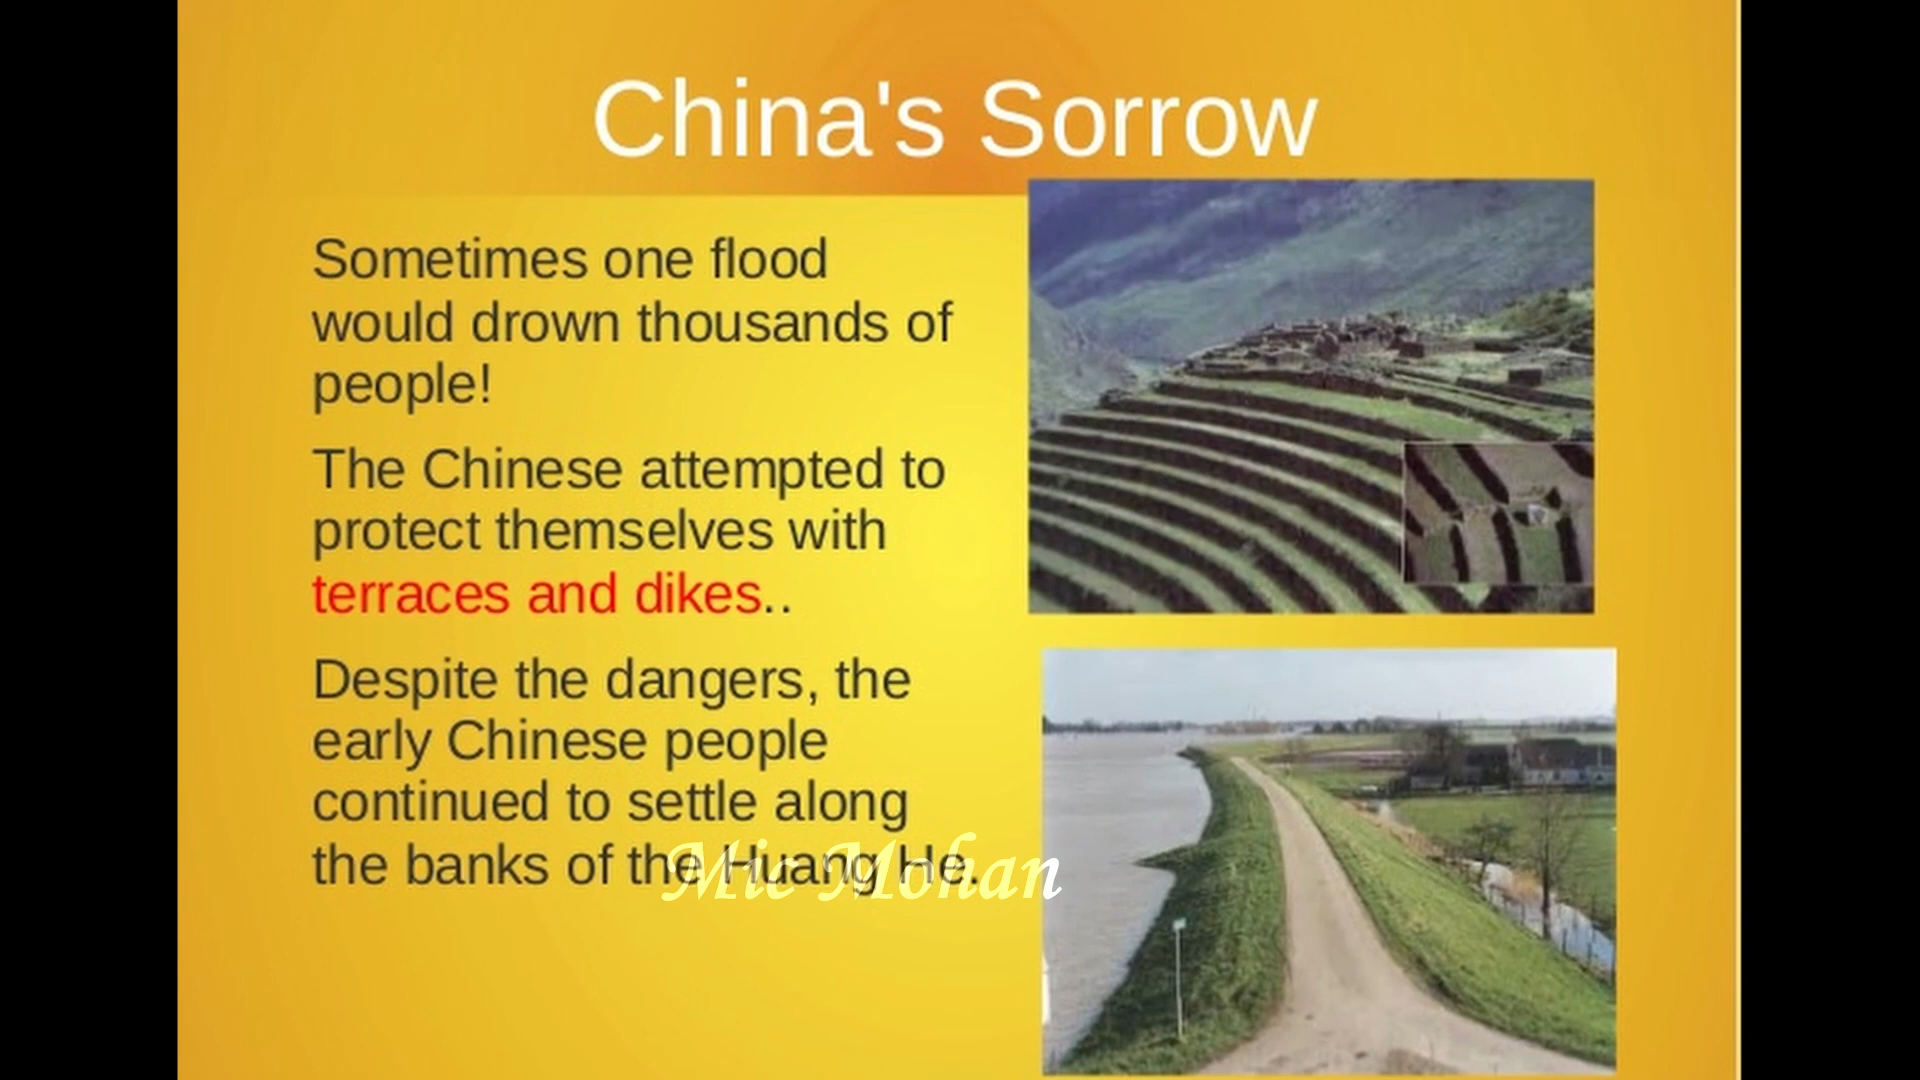 China's Sorrow
Sometimes one flood
would drown thousands of
people!
The Chinese attempted to
protect themselves with
terraces and dikes..
Despite the dangers, the
early Chinese people
continued to settle along
the banks of the Huang He.
Mic Mohan